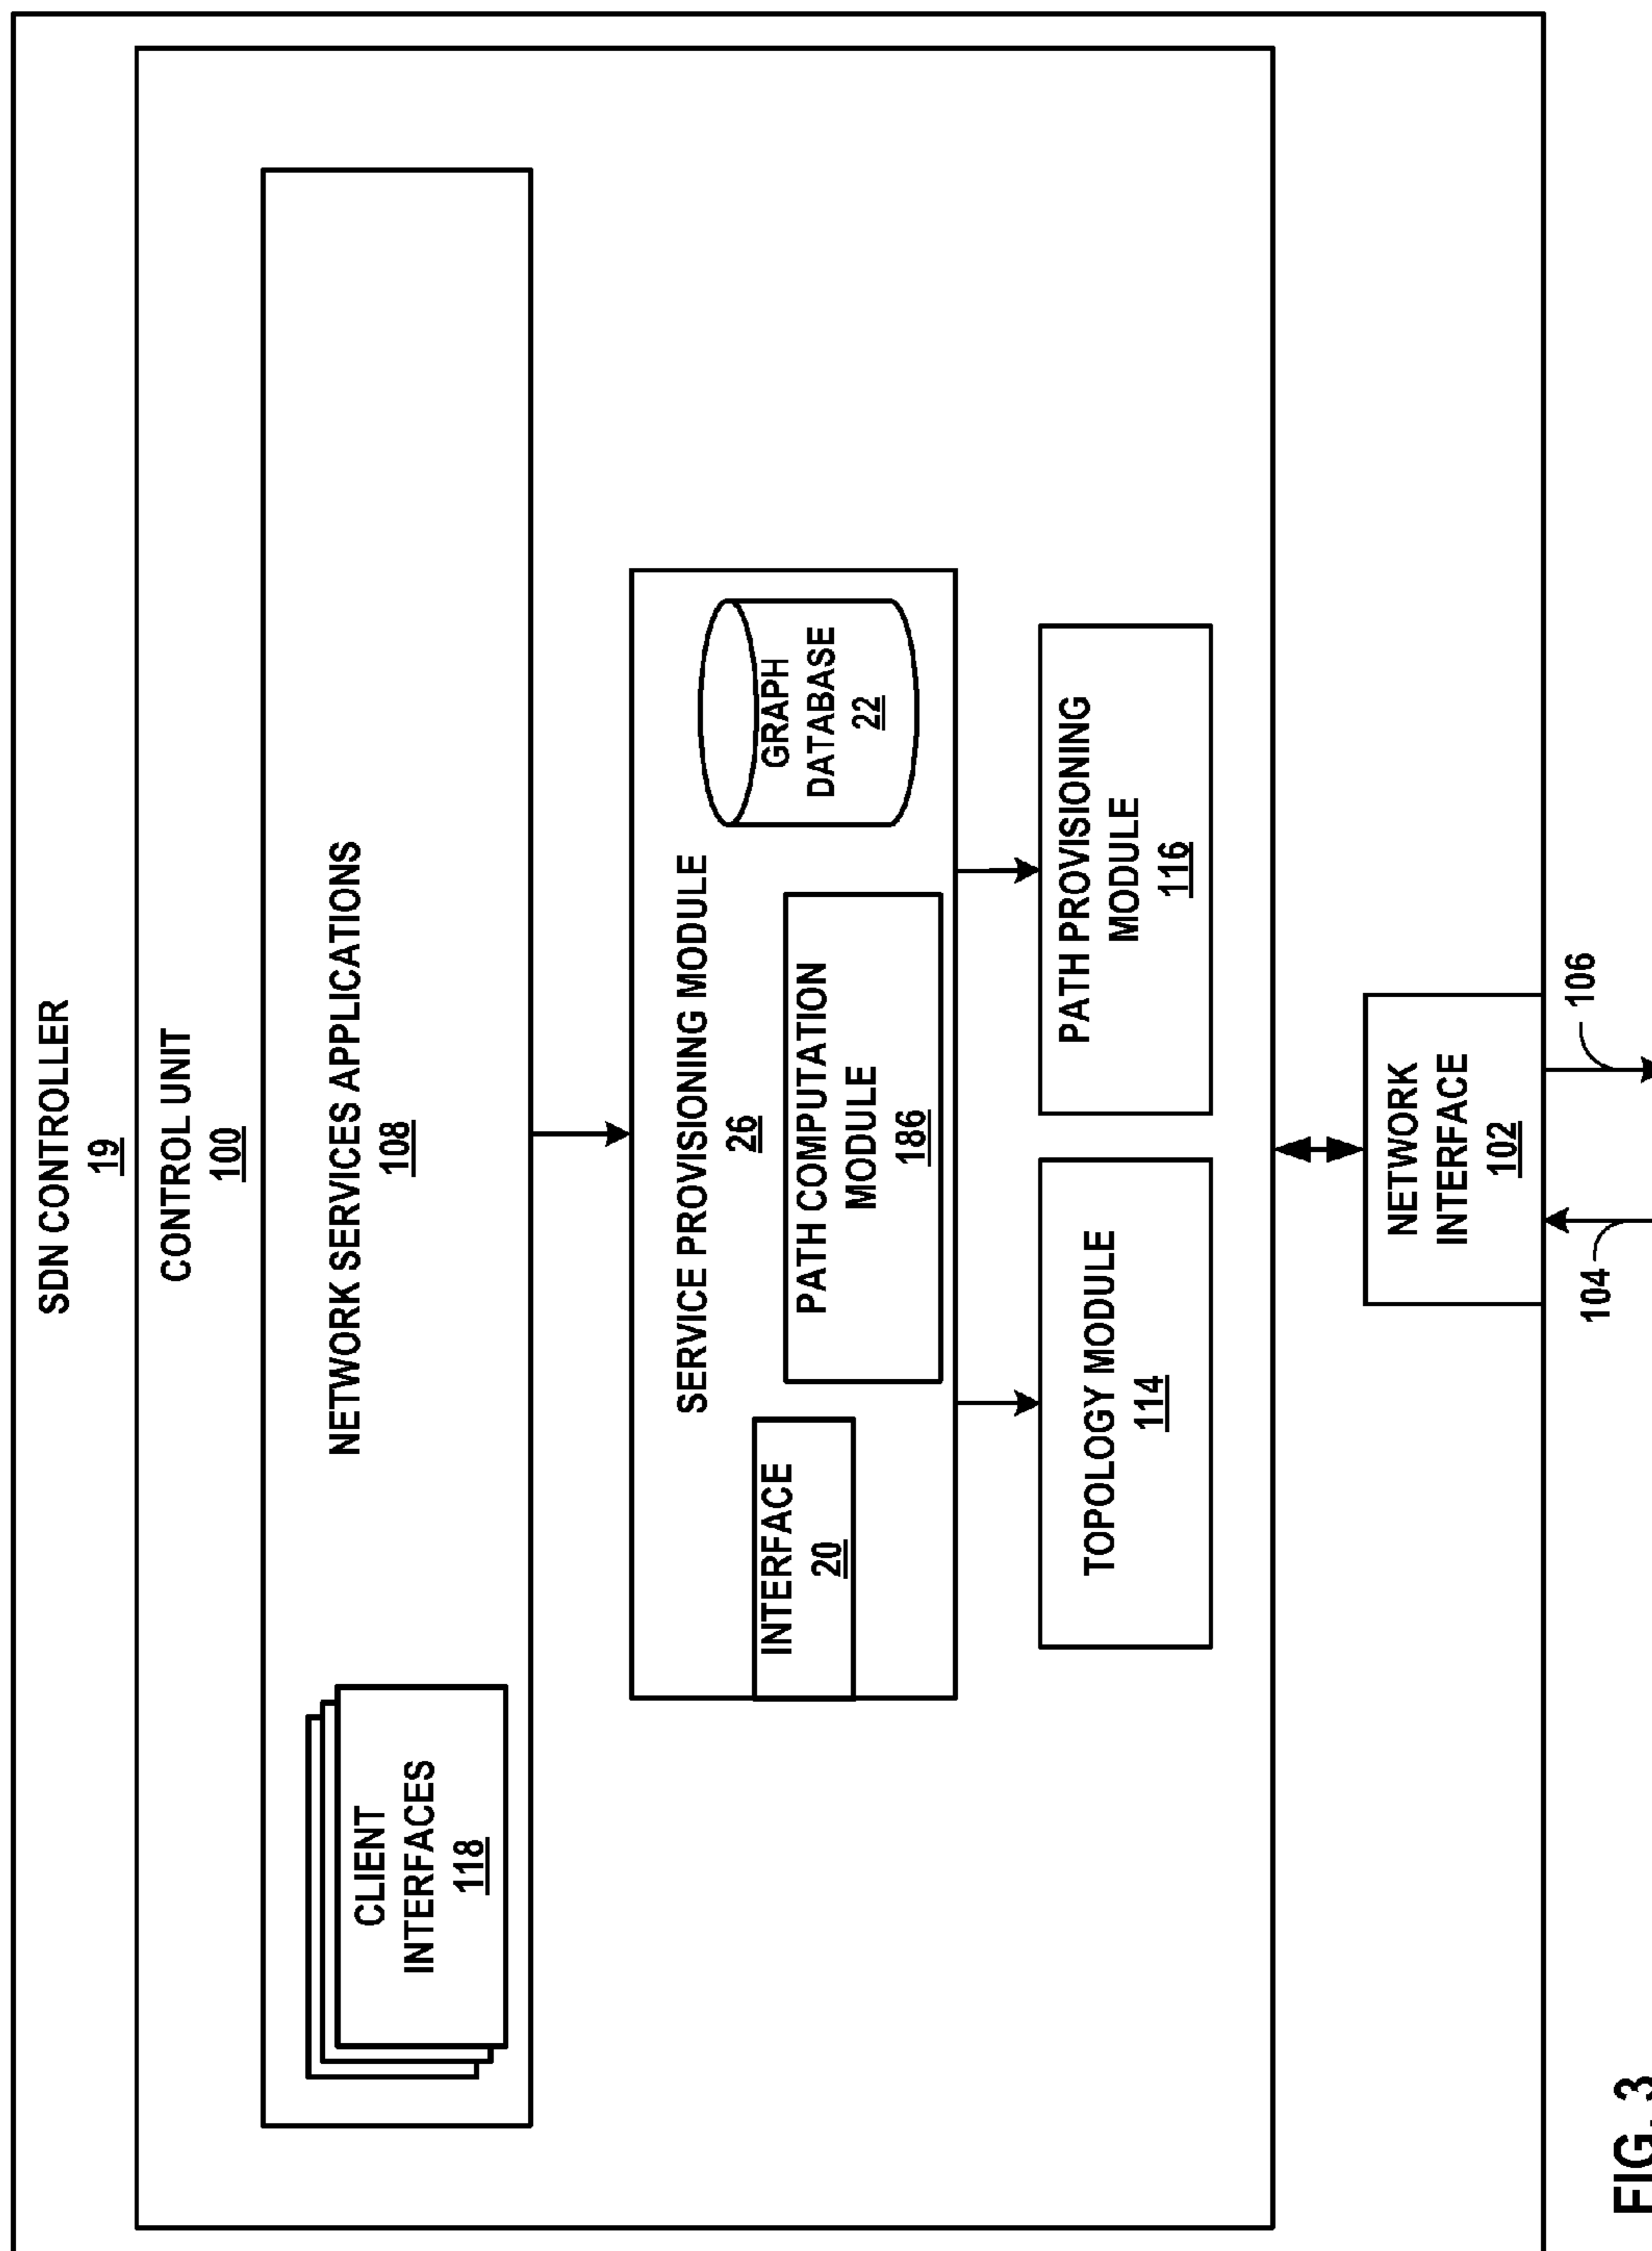 SDN CONTROLLER
19
CONTROL UNIT
100
NETWORK SERVICES APPLICATIONS
108
CLIENT
INTERFACES
118
SERVICE PROVISIONING MODULE
26
INTERFACE
20
PATH COMPUTATION
MODULE
186
GRAPH
DATABASE
22
TOPOLOGY MODULE
114
PATH PROVISIONING
MODULE
116
NETWORK
INTERFACE
102
104
106
FIG. 3